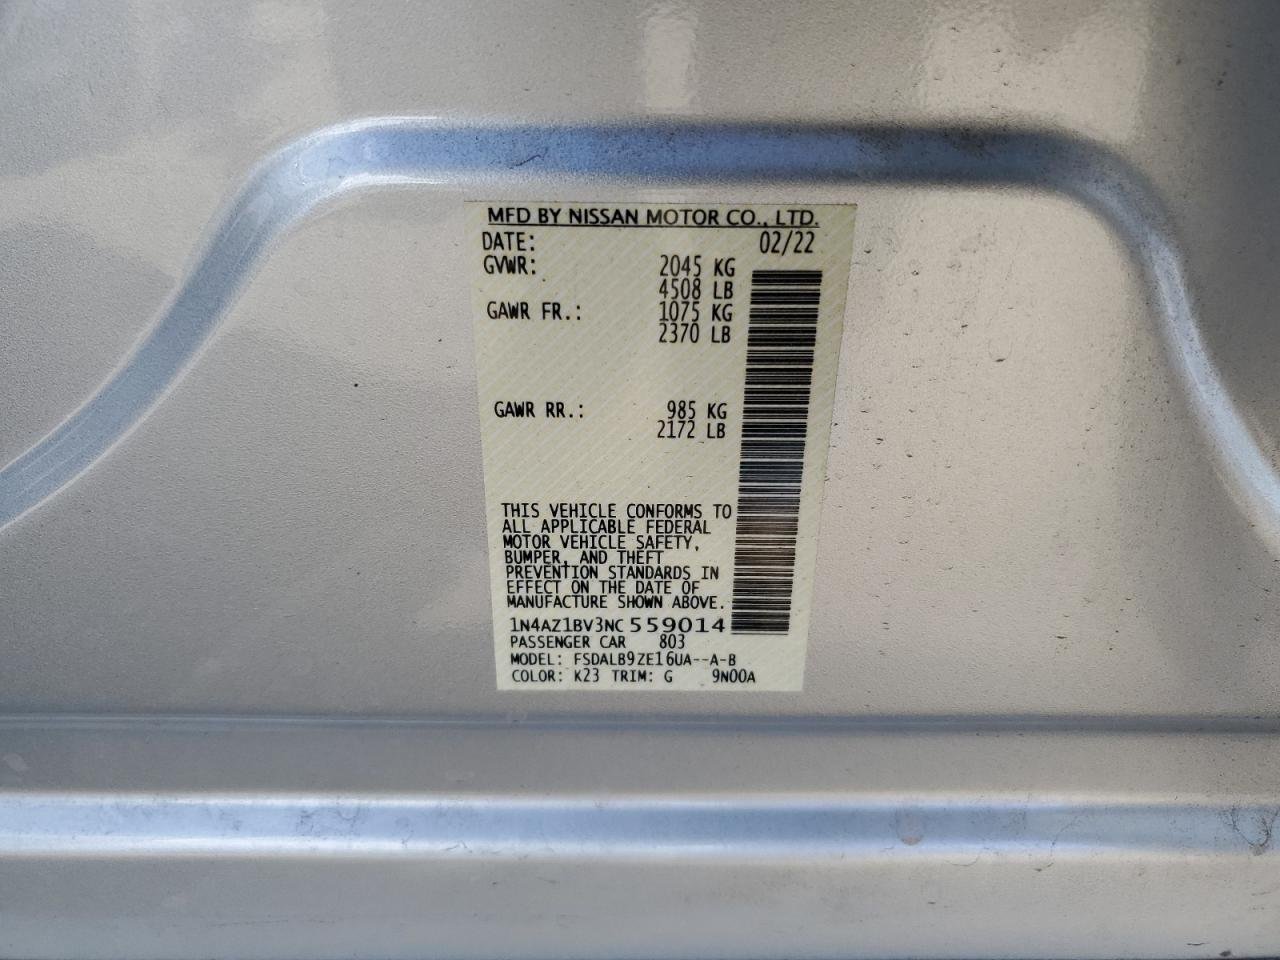 MFD BY NISSAN MOTOR CO., LTD.
DATE: 02/22
GVWR: 2045 KG
4508 LB
GAWR FR.: 1075 KG
2370 LB
GAWR RR.: 985 KG
2172 LB
THIS VEHICLE CONFORMS TO
ALL APPLICABLE FEDERAL
MOTOR VEHICLE SAFETY,
BUMPER, AND THEFT
PREVENTION STANDARDS IN
EFFECT ON THE DATE OF
MANUFACTURE SHOWN ABOVE.
1N4AZ1BV3NC559014
PASSENGER CAR 803
MODEL: FSDALB9ZE16UA--A-B
COLOR: K23 TRIM: G 9N00A